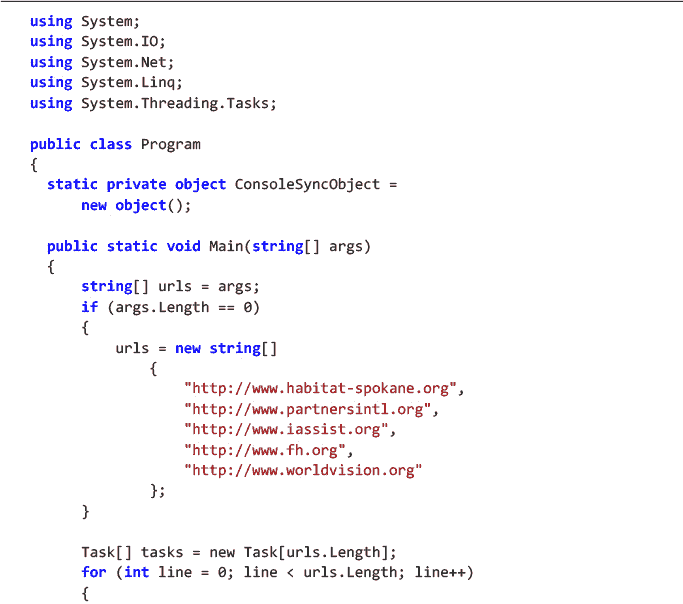 using System;
using System.IO;
using System.Net;
using System.Linq;
using System.Threading.Tasks;

public class Program
{
  static private object ConsoleSyncObject =
      new object();

  public static void Main(string[] args)
  {
      string[] urls = args;
      if (args.Length == 0)
      {
          urls = new string[]
              {
                  "http://www.habitat-spokane.org",
                  "http://www.partnersintl.org",
                  "http://www.iassist.org",
                  "http://www.fh.org",
                  "http://www.worldvision.org"
              };
      }

      Task[] tasks = new Task[urls.Length];
      for (int line = 0; line < urls.Length; line++)
      {